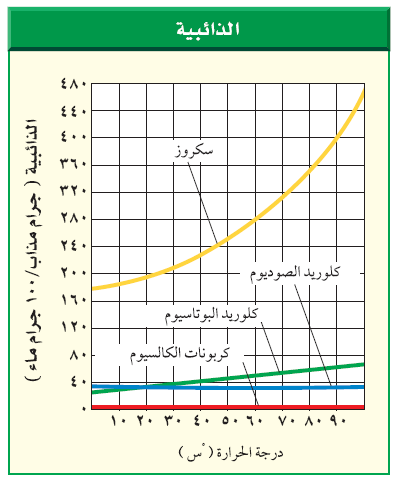 الذائبية
الذائبية ( جرام مذاب/١٠٠ جرام ماء )
٤٨٠
٤٤٠
٤٠٠
٣٦٠
٣٢٠
٢٨٠
٢٤٠
٢٠٠
١٦٠
١٢٠
٨٠
٤٠
٠
سكروز
كلوريد الصوديوم
كلوريد البوتاسيوم
كربونات الكالسيوم
١٠ ٢٠ ٣٠ ٤٠ ٥٠ ٦٠ ٧٠ ٨٠ ٩٠
درجة الحرارة ( °س )